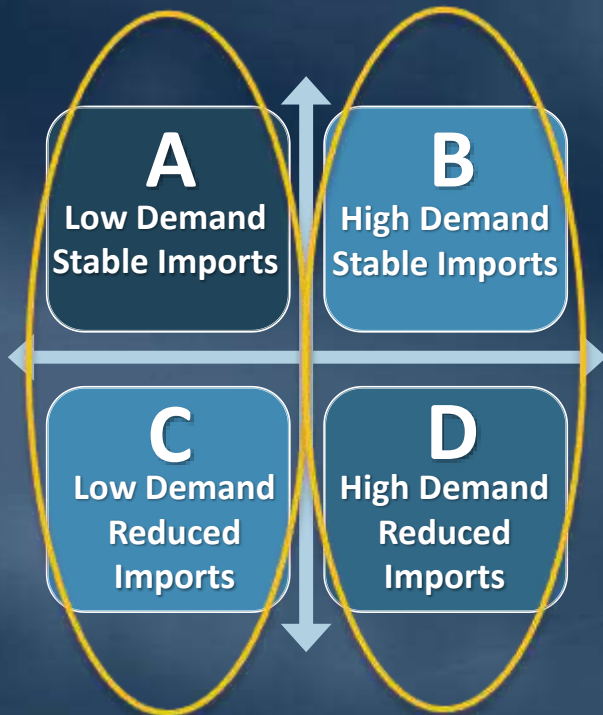 A
Low Demand
Stable Imports
B
High Demand
Stable Imports
C
Low Demand
Reduced
Imports
D
High Demand
Reduced
Imports